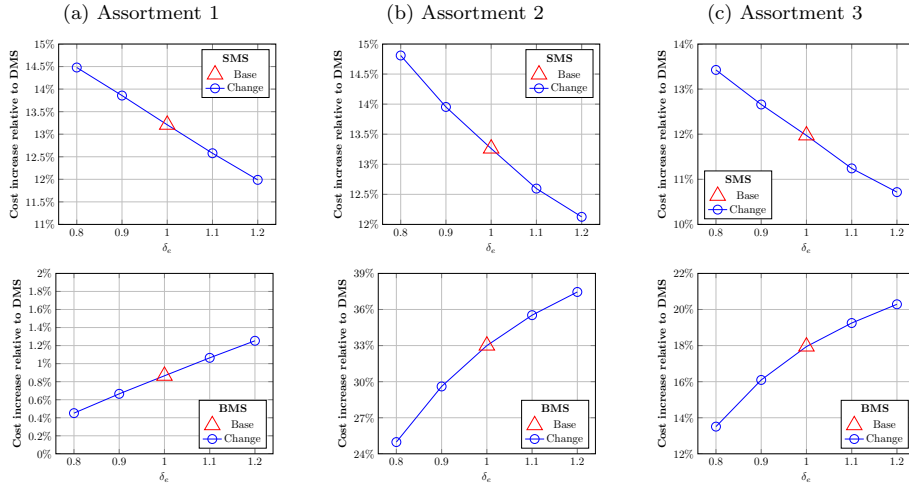 (a) Assortment 1
(b) Assortment 2
(c) Assortment 3
Cost increase relative to DMS
15%
14.5%
14%
13.5%
13%
12.5%
12%
11%
0.8 0.9 1 1.1 1.2
δe
SMS
Base
Change
Cost increase relative to DMS
15%
14.5%
14%
13.5%
13%
12.5%
12%
0.8 0.9 1 1.1 1.2
δe
SMS
Base
Change
Cost increase relative to DMS
14%
13%
12%
11%
10%
0.8 0.9 1 1.1 1.2
δe
SMS
Base
Change
Cost increase relative to DMS
2%
1.8%
1.6%
1.4%
1.2%
1%
0.8%
0.6%
0.4%
0.2%
0%
0.8 0.9 1 1.1 1.2
δe
BMS
Base
Change
Cost increase relative to DMS
39%
36%
33%
30%
27%
24%
0.8 0.9 1 1.1 1.2
δe
BMS
Base
Change
Cost increase relative to DMS
22%
20%
18%
16%
14%
12%
0.8 0.9 1 1.1 1.2
δe
BMS
Base
Change